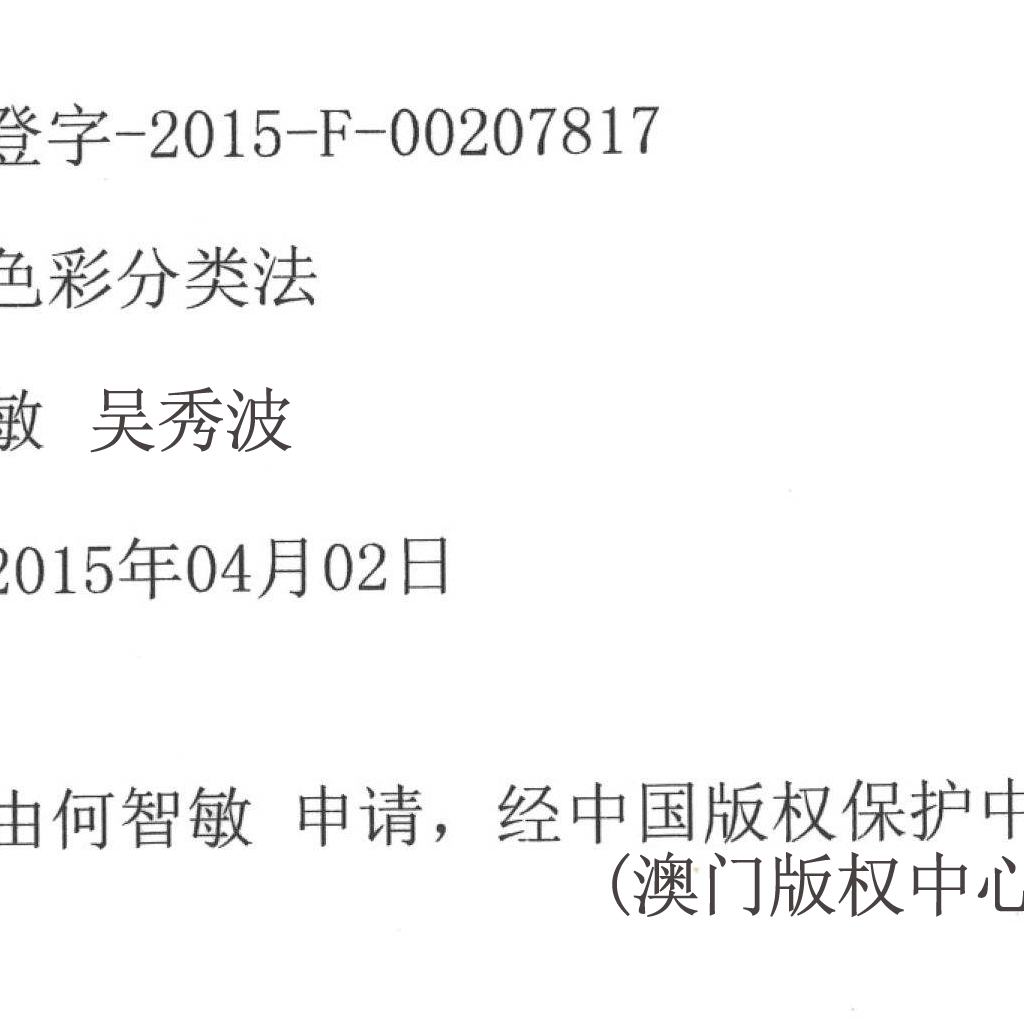 登字-2015-F-00207817
色彩分类法
敏 吴秀波
2015年04月02日
由何智敏 申请，经中国版权保护中
(澳门版权中心